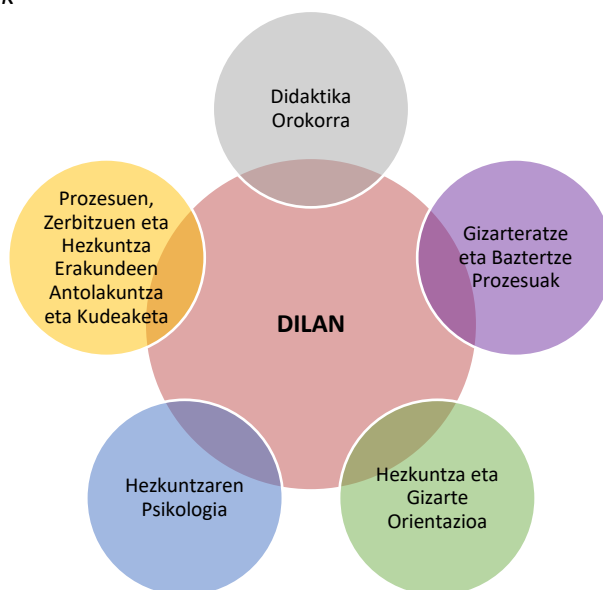 K
Didaktika
Orokorra
Prozesuen,
Zerbitzuen eta
Hezkuntza
Erakundeen
Antolakuntza
eta Kudeaketa
Gizarteratze
eta Baztertze
Prozesuak
DILAN
Hezkuntzaren
Psikologia
Hezkuntza eta
Gizarte
Orientazioa